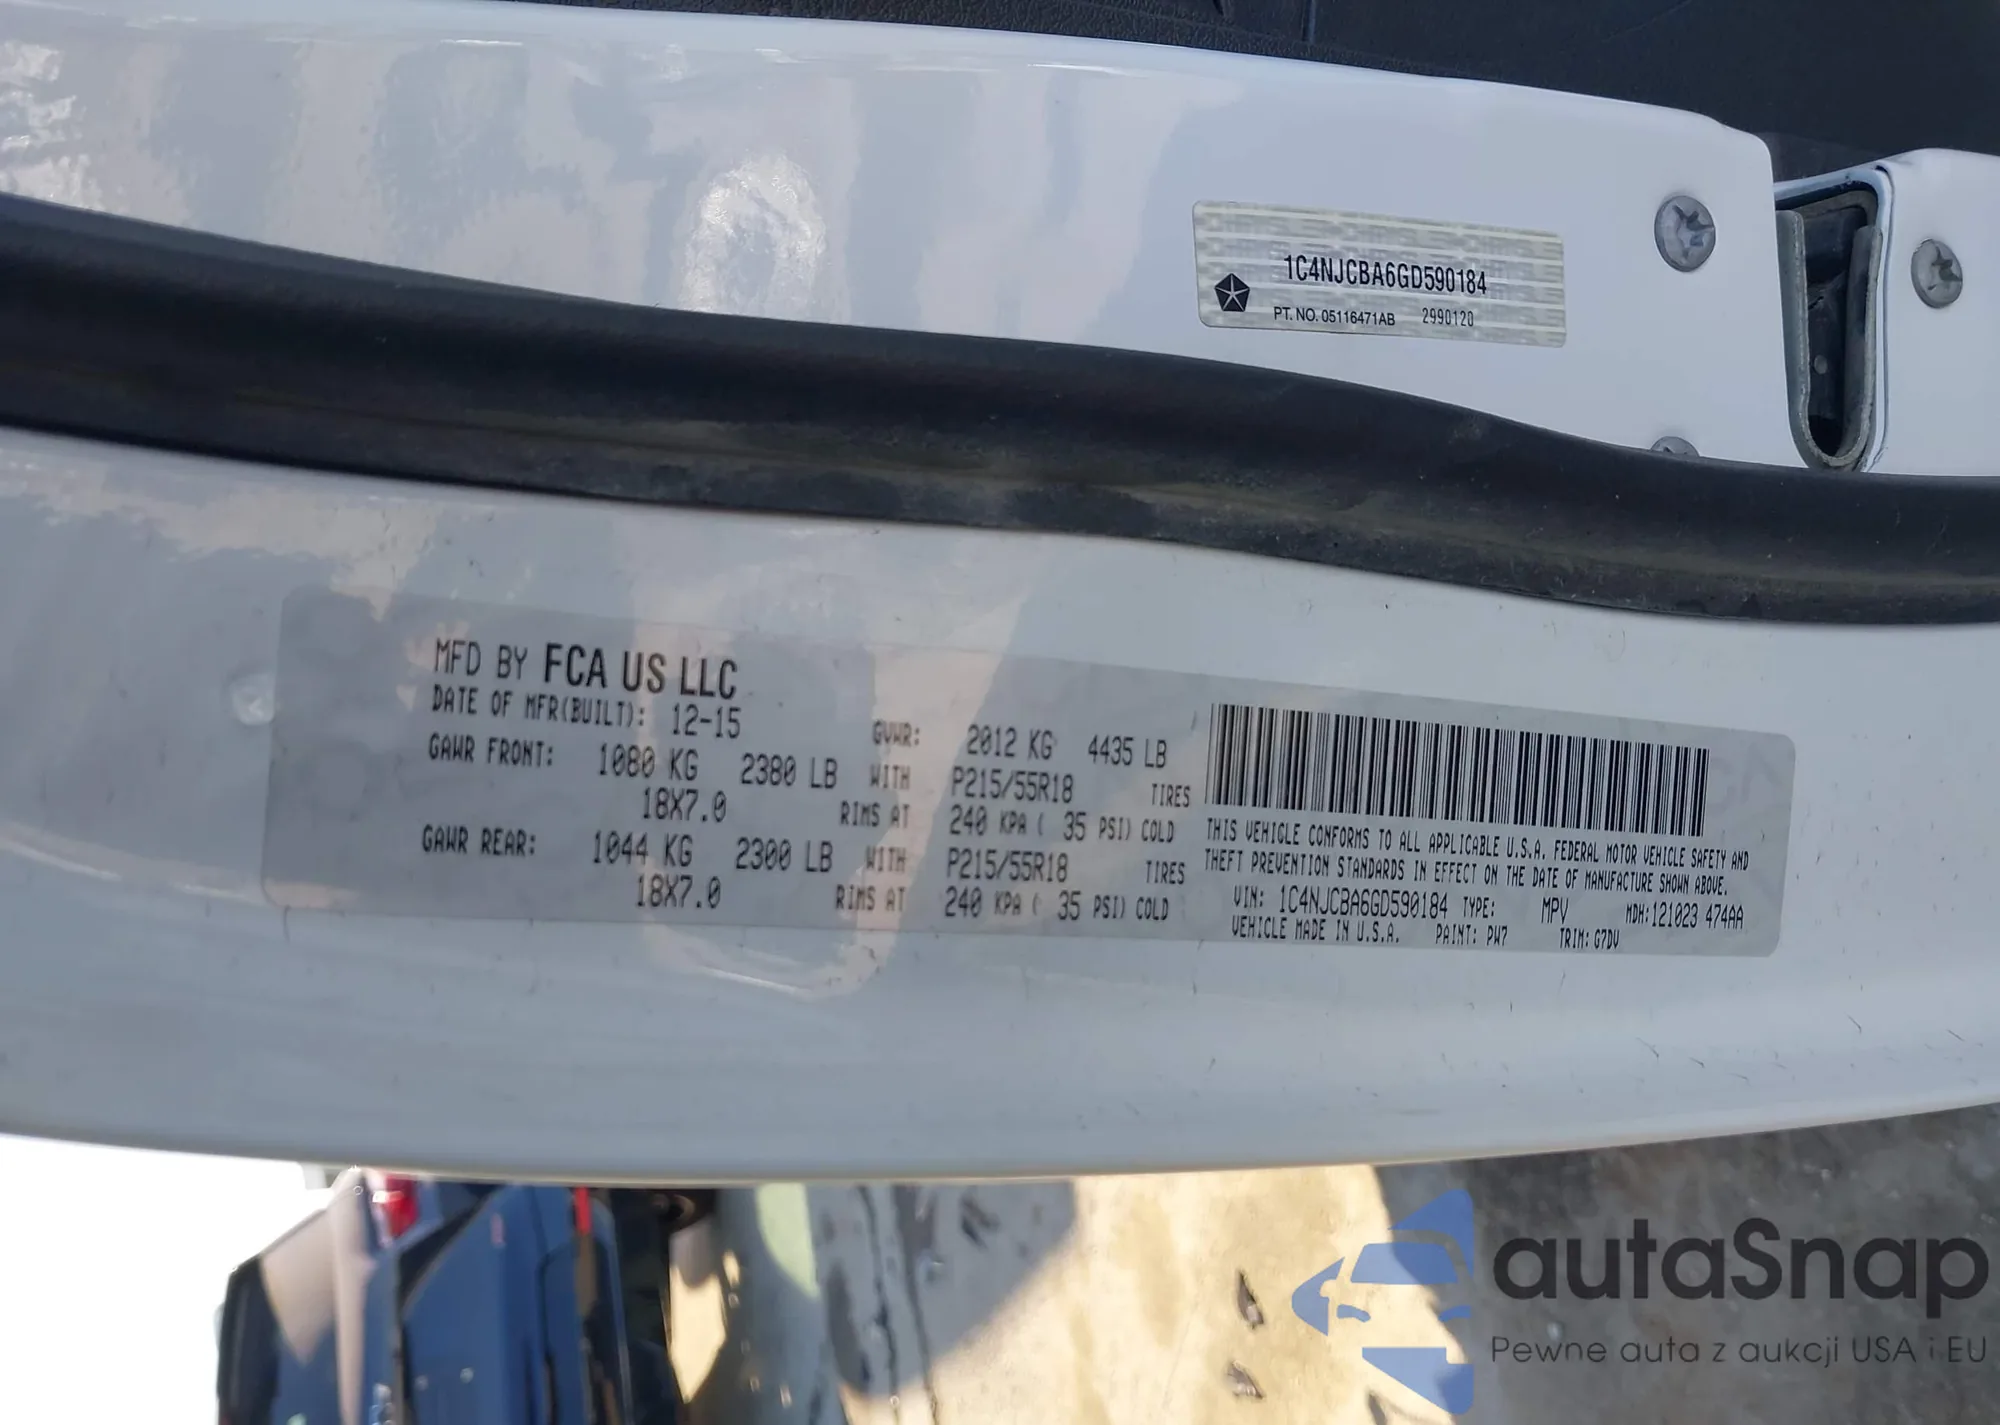 1C4NJCBA6GD590184
PT. NO. 05116471AB 2990120
MFD BY FCA US LLC
DATE OF MFR(BUILT): 12-15 GVWR: 2012 KG 4435 LB
GAWR FRONT: 1080 KG 2380 LB WITH P215/55R18 TIRES
18X7.0 RIMS AT 240 KPA ( 35 PSI) COLD
GAWR REAR: 1044 KG 2300 LB WITH P215/55R18 TIRES
18X7.0 RIMS AT 240 KPA ( 35 PSI) COLD
THIS VEHICLE CONFORMS TO ALL APPLICABLE U.S.A. FEDERAL MOTOR VEHICLE SAFETY AND
THEFT PREVENTION STANDARDS IN EFFECT ON THE DATE OF MANUFACTURE SHOWN ABOVE.
VIN: 1C4NJCBA6GD590184 TYPE: MPV MDH:121023 474AA
VEHICLE MADE IN U.S.A. PAINT: PW7 TRIM: G7DV
autaSnap
Pewne auta z aukcji USA i EU